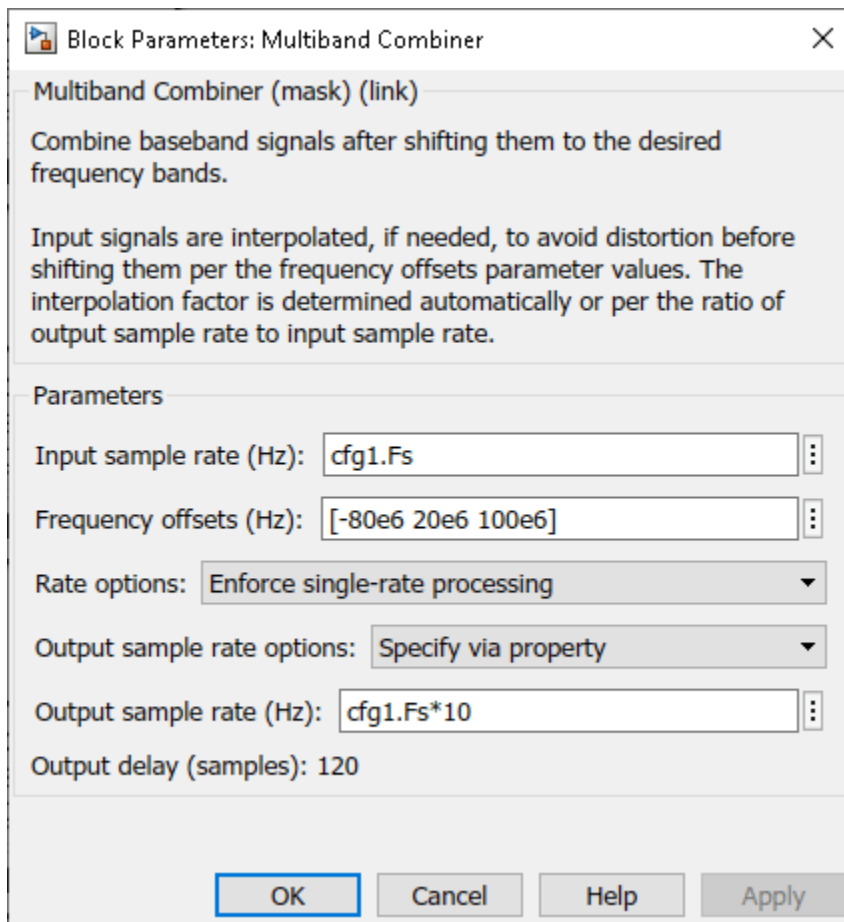 Block Parameters: Multiband Combiner
Multiband Combiner (mask) (link)
Combine baseband signals after shifting them to the desired
frequency bands.
Input signals are interpolated, if needed, to avoid distortion before
shifting them per the frequency offsets parameter values. The
interpolation factor is determined automatically or per the ratio of
output sample rate to input sample rate.
Parameters
Input sample rate (Hz): cfg1.Fs
Frequency offsets (Hz): [-80e6 20e6 100e6]
Rate options: Enforce single-rate processing
Output sample rate options: Specify via property
Output sample rate (Hz): cfg1.Fs*10
Output delay (samples): 120
OK Cancel Help Apply